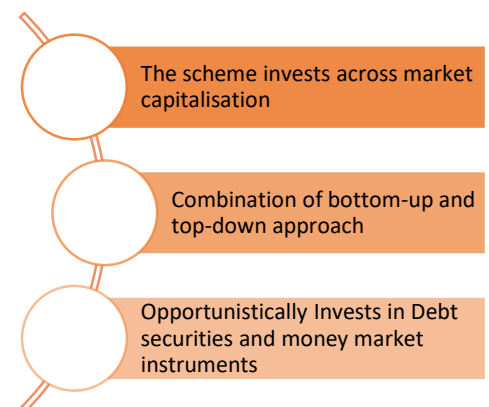 The scheme invests across market
capitalisation
Combination of bottom-up and
top-down approach
Opportunistically Invests in Debt
securities and money market
instruments